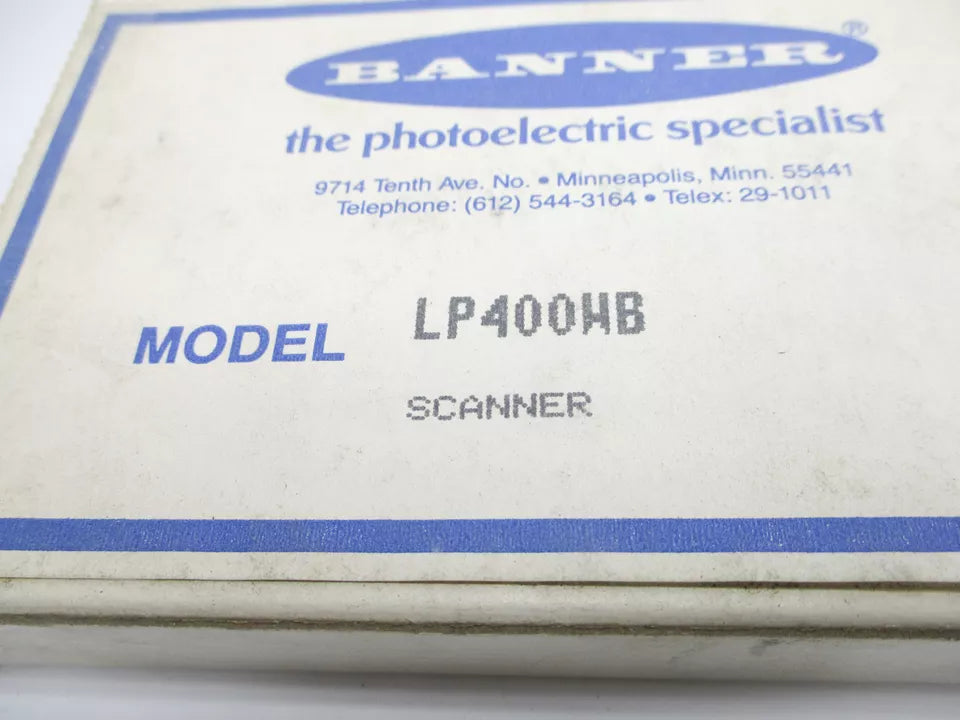 BANNER®
the photoelectric specialist
9714 Tenth Ave. No. • Minneapolis, Minn. 55441
Telephone: (612) 544-3164 • Telex: 29-1011
MODEL LP400WB
SCANNER